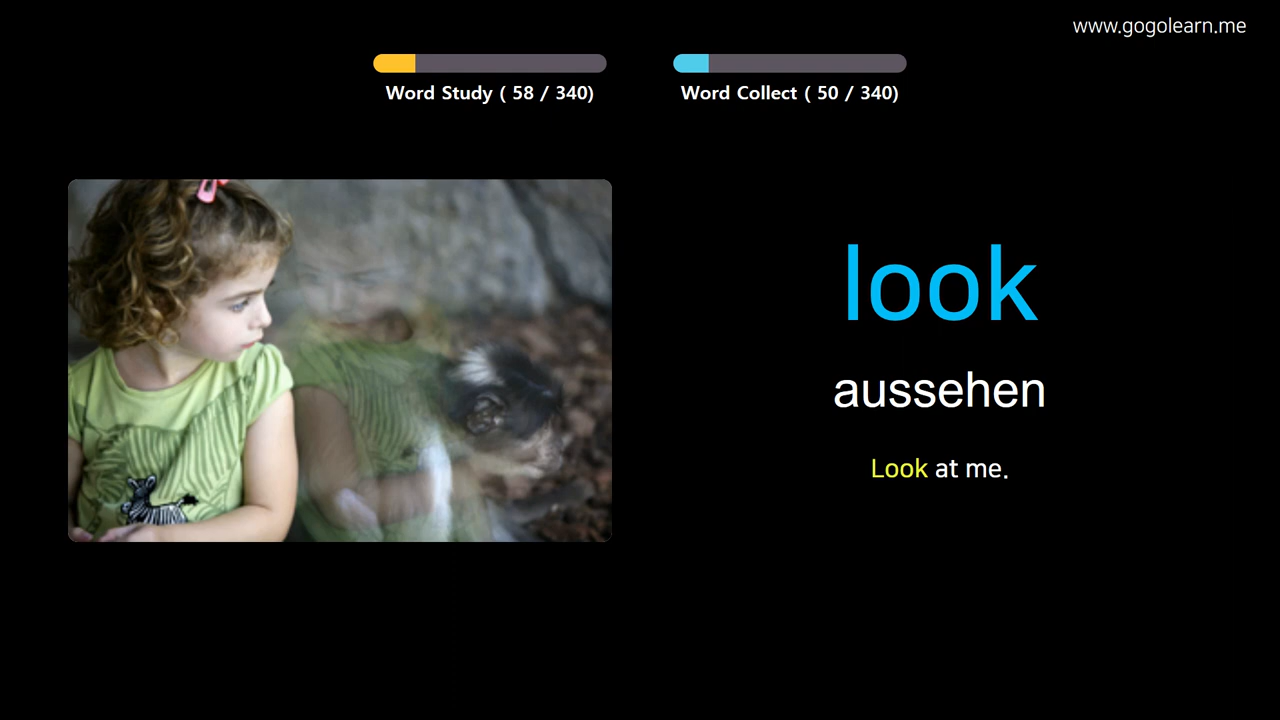 www.gogolearn.me
Word Study ( 58 / 340)
Word Collect ( 50 / 340)
look
aussehen
Look at me.